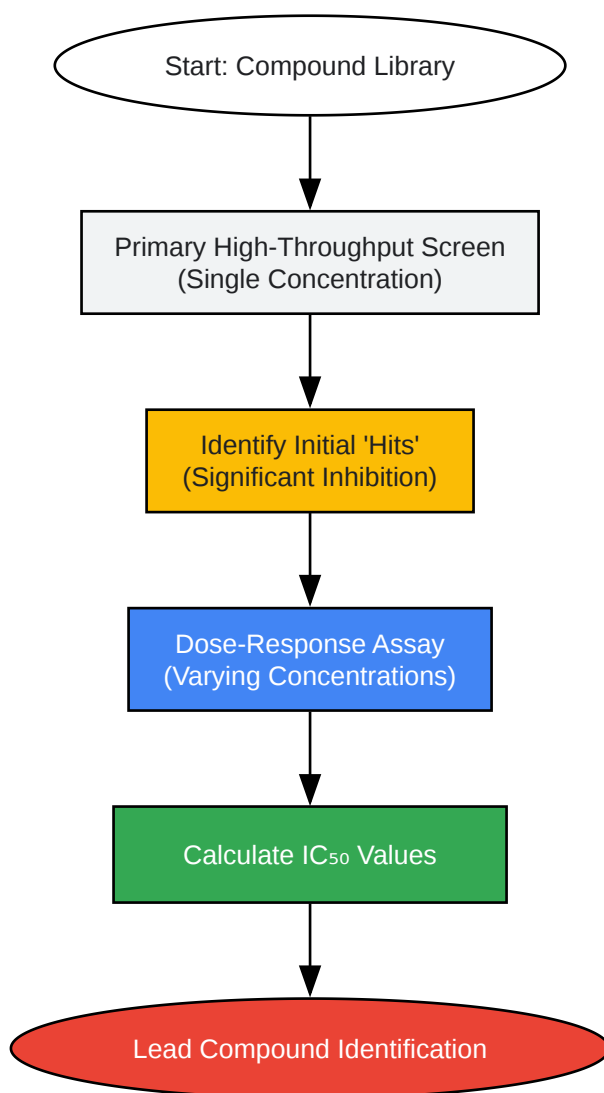 Start: Compound Library
Primary High-Throughput Screen
(Single Concentration)
Identify Initial 'Hits'
(Significant Inhibition)
Dose-Response Assay
(Varying Concentrations)
Calculate IC₅₀ Values
Lead Compound Identification